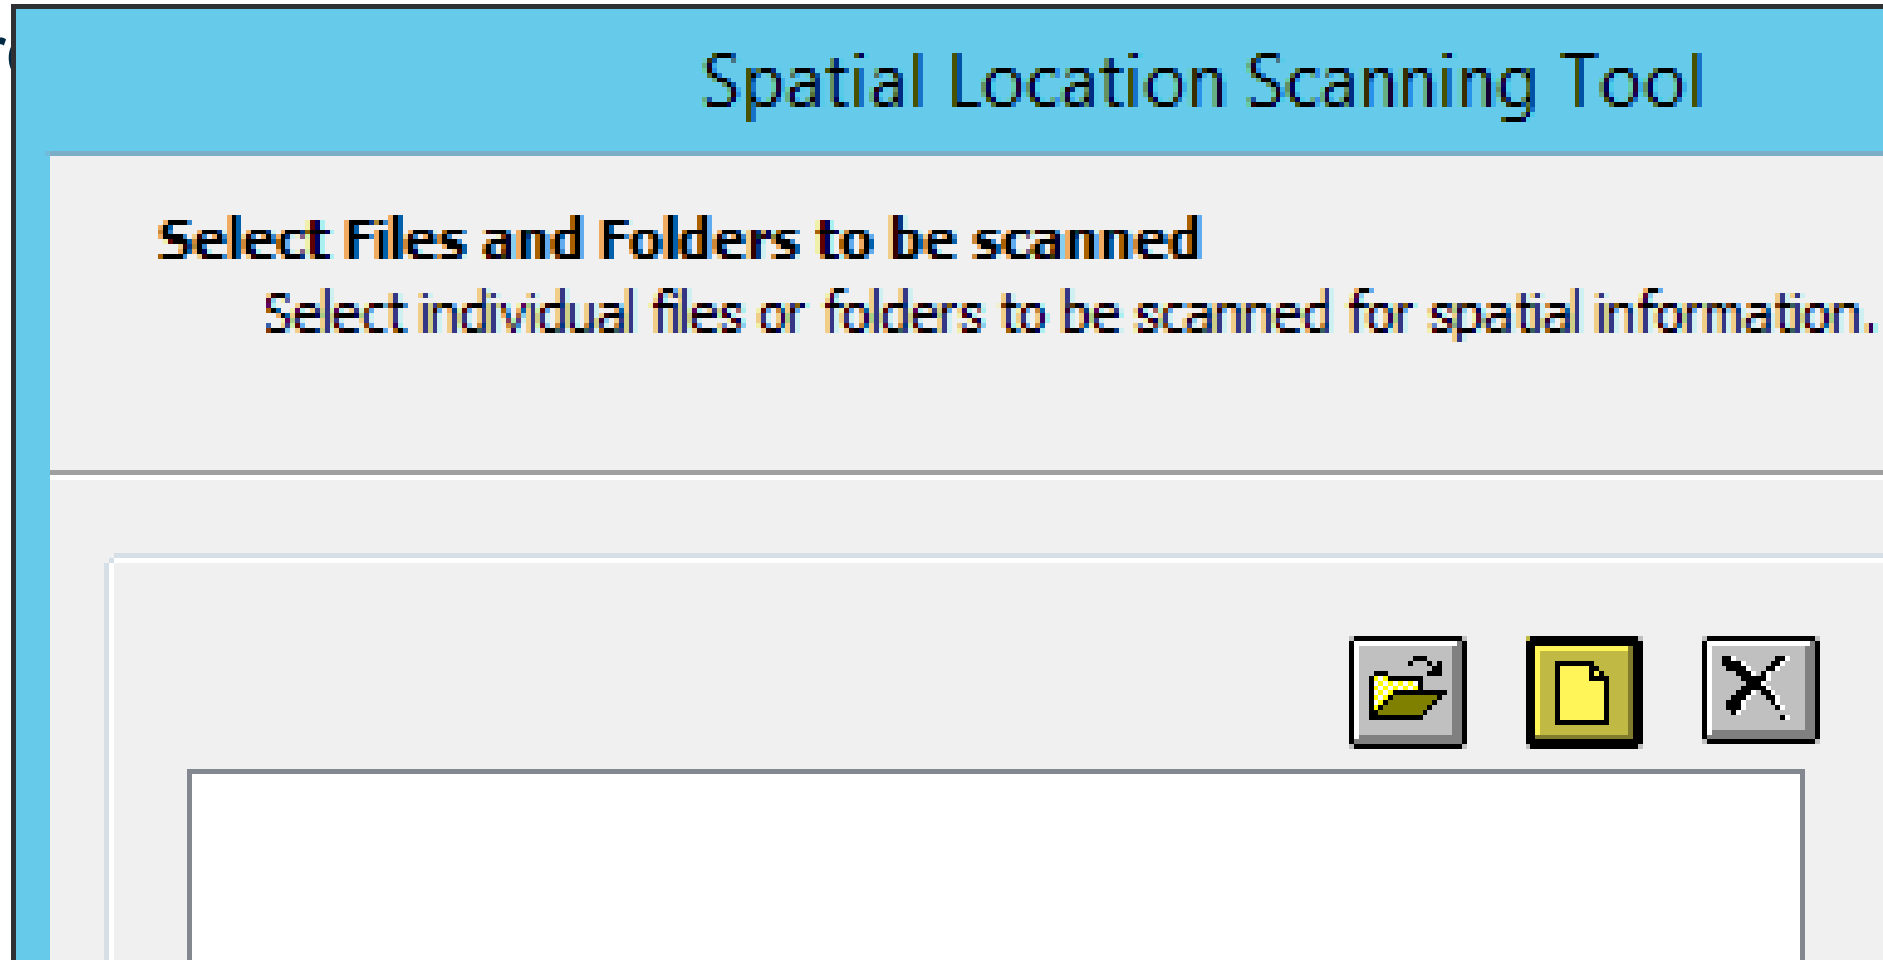 Spatial Location Scanning Tool
Select Files and Folders to be scanned
Select individual files or folders to be scanned for spatial information.